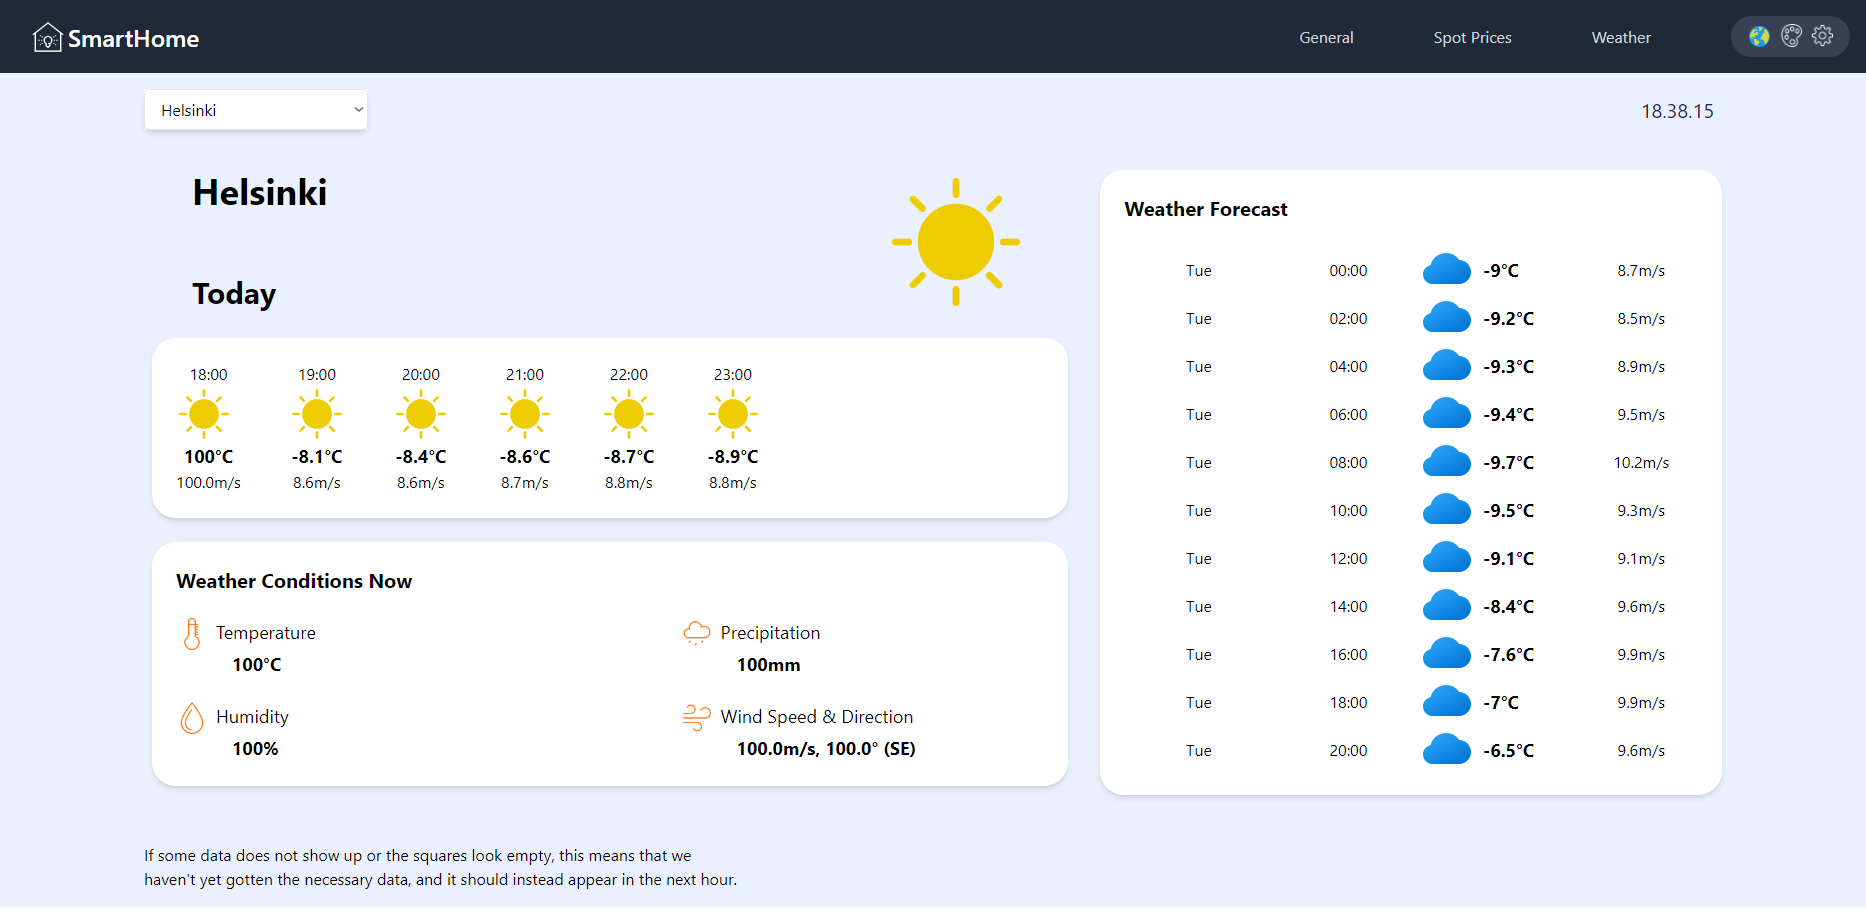 SmartHome
General Spot Prices Weather
Helsinki
18.38.15
Helsinki
Today
18:00 19:00 20:00 21:00 22:00 23:00
100°C -8.1°C -8.4°C -8.6°C -8.7°C -8.9°C
100.0m/s 8.6m/s 8.6m/s 8.7m/s 8.8m/s 8.8m/s
Weather Conditions Now
Temperature
100°C
Precipitation
100mm
Humidity
100%
Wind Speed & Direction
100.0m/s, 100.0° (SE)
Weather Forecast
Tue 00:00 -9°C 8.7m/s
Tue 02:00 -9.2°C 8.5m/s
Tue 04:00 -9.3°C 8.9m/s
Tue 06:00 -9.4°C 9.5m/s
Tue 08:00 -9.7°C 10.2m/s
Tue 10:00 -9.5°C 9.3m/s
Tue 12:00 -9.1°C 9.1m/s
Tue 14:00 -8.4°C 9.6m/s
Tue 16:00 -7.6°C 9.9m/s
Tue 18:00 -7°C 9.9m/s
Tue 20:00 -6.5°C 9.6m/s
If some data does not show up or the squares look empty, this means that we
haven't yet gotten the necessary data, and it should instead appear in the next hour.